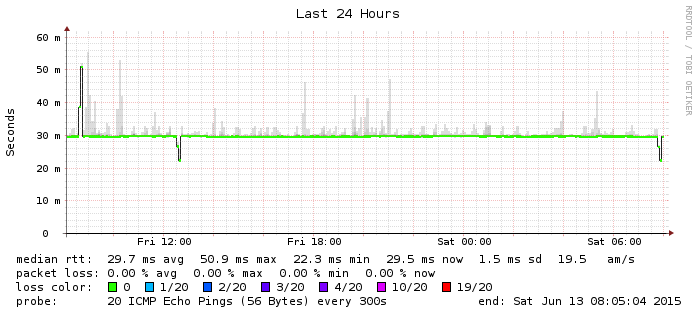 Last 24 Hours
RRDTOOL / TOBI OETIKER
Seconds
60 m
50 m
40 m
30 m
20 m
10 m
0
Fri 12:00 Fri 18:00 Sat 00:00 Sat 06:00
median rtt: 29.7 ms avg 50.9 ms max 22.3 ms min 29.5 ms now 1.5 ms sd 19.5 am/s
packet loss: 0.00 % avg 0.00 % max 0.00 % min 0.00 % now
loss color: 0 1/20 2/20 3/20 4/20 10/20 19/20
probe: 20 ICMP Echo Pings (56 Bytes) every 300s end: Sat Jun 13 08:05:04 2015